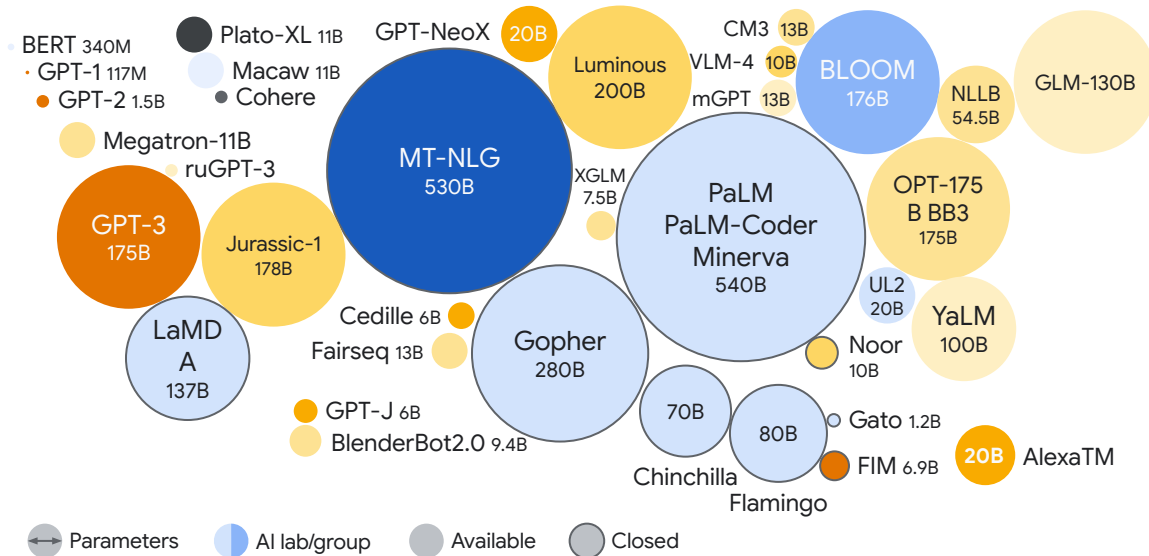 BERT 340M
GPT-1 117M
GPT-2 1.5B
Plato-XL 11B
Macaw 11B
Cohere
Megatron-11B
ruGPT-3
GPT-3
175B
Jurassic-1
178B
LaMD
A
137B
MT-NLG
530B
GPT-NeoX
20B
Luminous
200B
CM3
13B
VLM-4
10B
mGPT
13B
BLOOM
176B
NLLB
54.5B
GLM-130B
XGLM
7.5B
PaLM
PaLM-Coder
Minerva
540B
OPT-175
B BB3
175B
UL2
20B
YaLM
100B
Cedille 6B
Fairseq 13B
Gopher
280B
Noor
10B
GPT-J 6B
BlenderBot2.0 9.4B
70B
Chinchilla
80B
Flamingo
Gato 1.2B
FIM 6.9B
20B
AlexaTM
Parameters
AI lab/group
Available
Closed